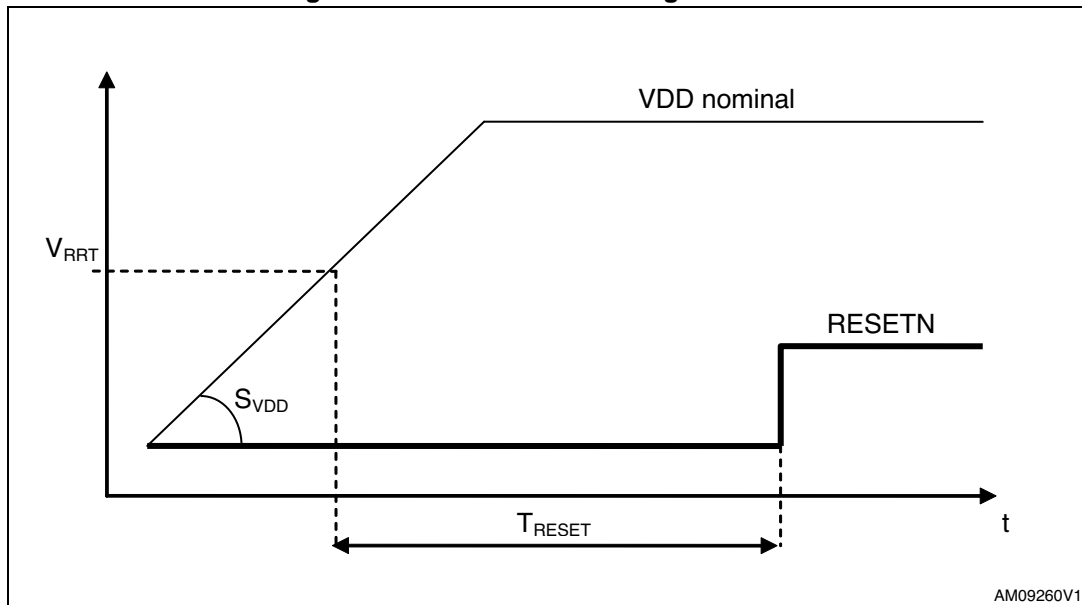 VDD nominal
VRRT
RESETN
SVDD
TRESET
t
AM09260V1